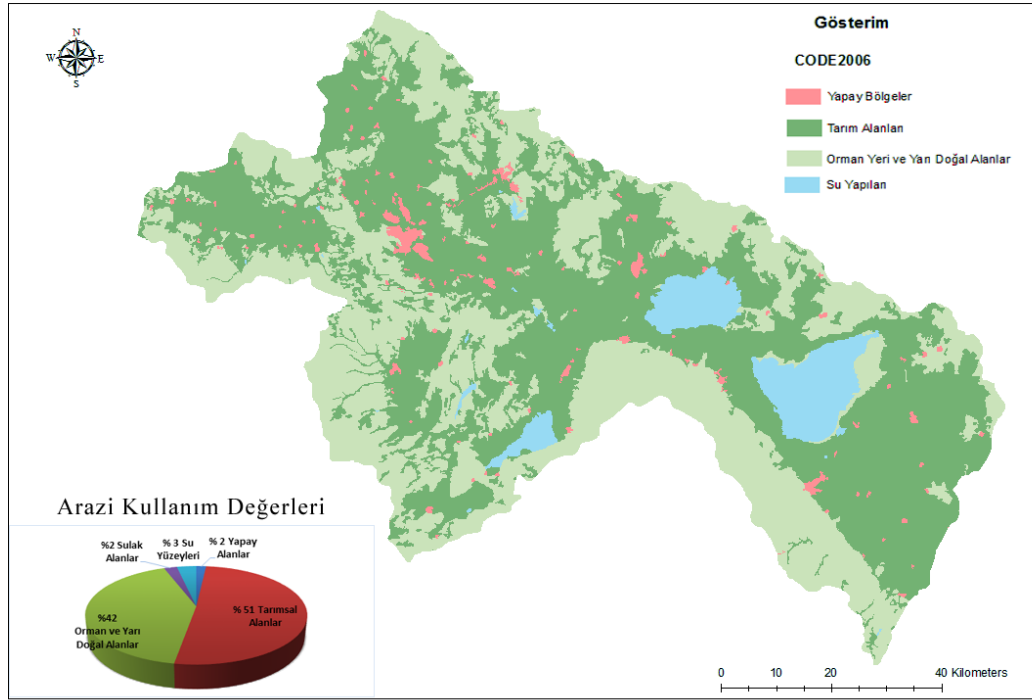 Gösterim
CODE2006
Yapay Bölgeler
Tarım Alanları
Orman Yeri ve Yarı Doğal Alanlar
Su Yapıları
N
W
E
S
Arazi Kullanım Değerleri
%2 Sulak
Alanlar
% 3 Su
Yüzeyleri
% 2 Yapay
Alanlar
% 51 Tarımsal
Alanlar
%42
Orman ve Yarı
Doğal Alanlar
0 10 20 40 Kilometers